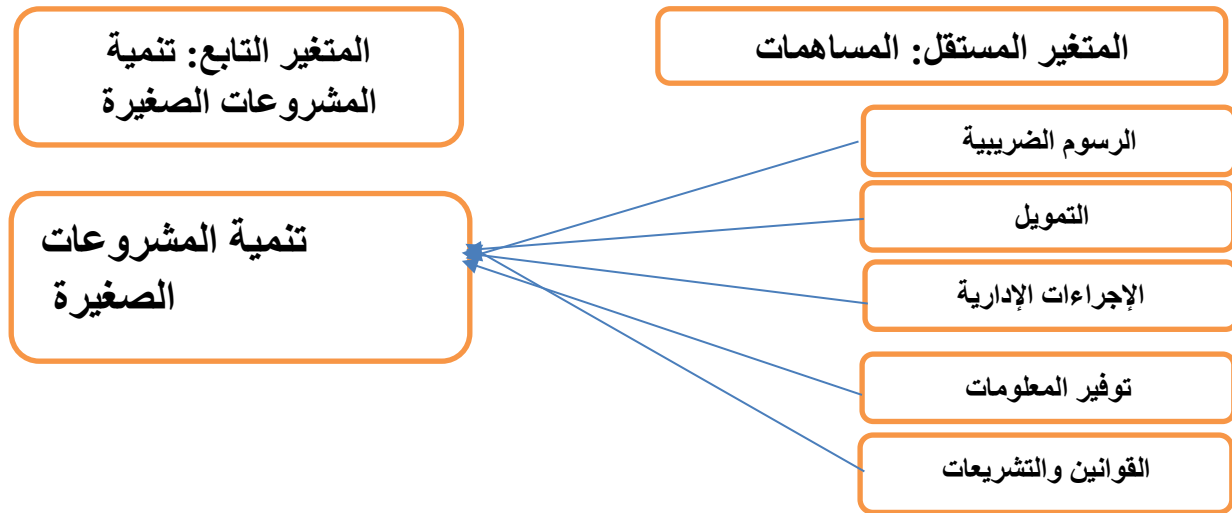 المتغير المستقل: المساهمات
المتغير التابع: تنمية
المشروعات الصغيرة
الرسوم الضريبية
التمويل
الإجراءات الإدارية
توفير المعلومات
القوانين والتشريعات
تنمية المشروعات
الصغيرة